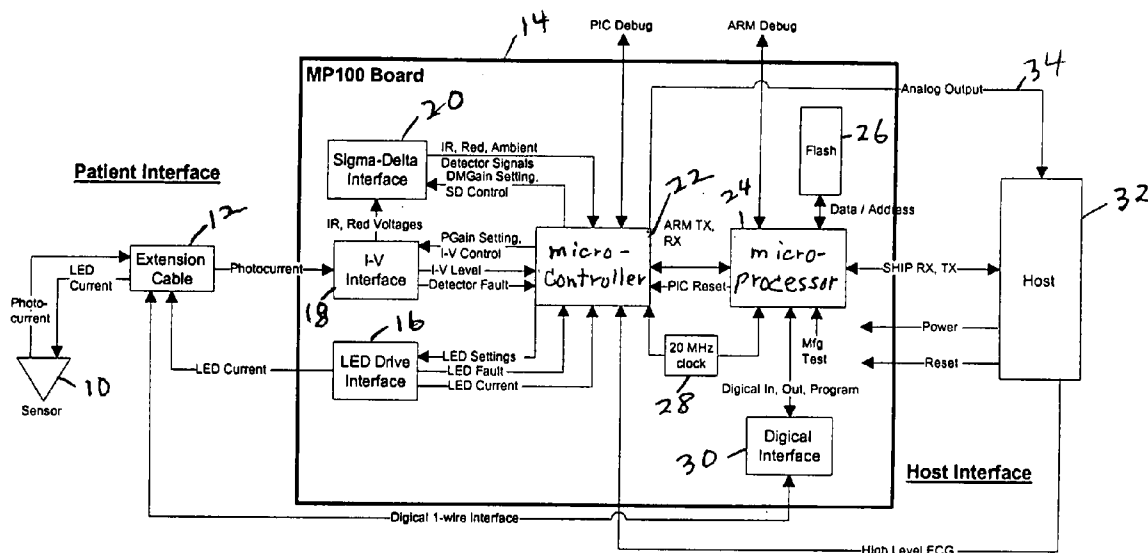 14
PIC Debug
ARM Debug
MP100 Board
Analog Output
34
20
26
Sigma-Delta
Interface
IR, Red, Ambient
Detector Signals
DMGain Setting,
SD Control
Flash
Patient Interface
22
24
32
12
IR, Red Voltages
ARM TX,
RX
Data / Address
Extension
Cable
LED
Current
Photocurrent
I-V
Interface
PGain Setting,
I-V Control
I-V Level
Detector Fault
micro-
Controller
PIC Reset
micro-
processor
SHIP RX, TX
Host
Photo-
current
18
16
Power
10
Sensor
LED Current
LED Drive
Interface
LED Settings
LED Fault
LED Current
20 MHz
clock
28
Mfg
Test
Reset
Digical In, Out, Program
30
Digical
Interface
Host Interface
Digical 1-wire Interface
High Level ECG